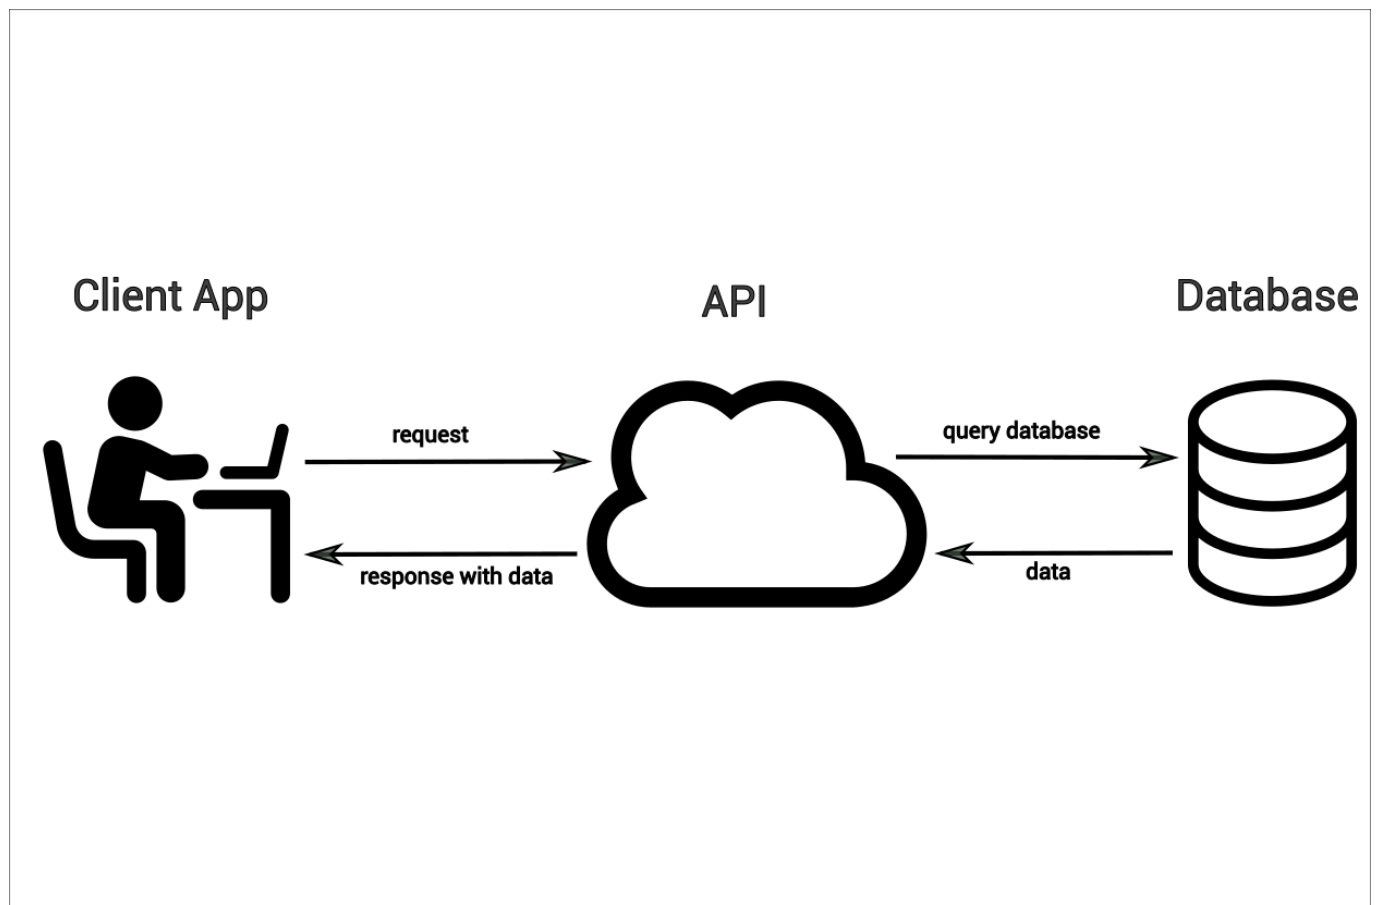 Client App
API
Database
request
query database
response with data
data